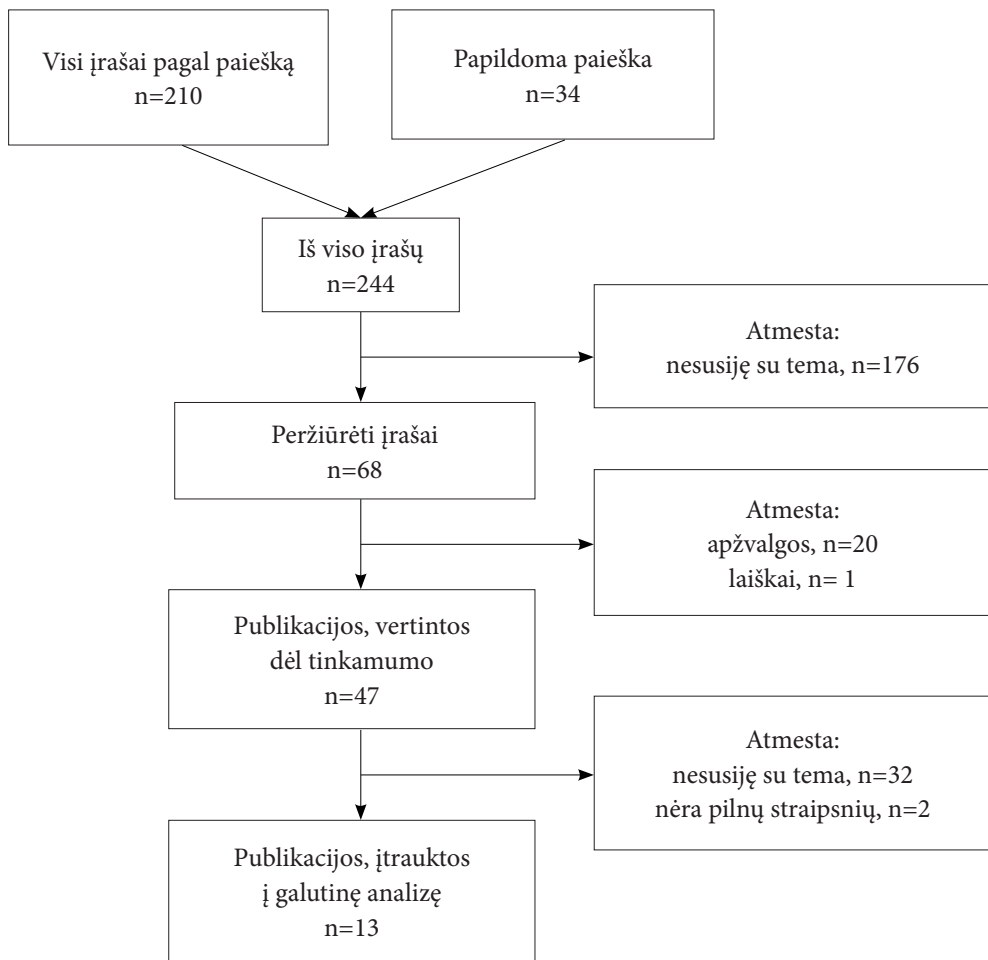 Visi įrašai pagal paiešką
n=210
Papildoma paieška
n=34
Iš viso įrašų
n=244
Atmesta:
nesusiję su tema, n=176
Peržiūrėti įrašai
n=68
Atmesta:
apžvalgos, n=20
laiškai, n= 1
Publikacijos, vertintos
dėl tinkamumo
n=47
Atmesta:
nesusiję su tema, n=32
nėra pilnų straipsnių, n=2
Publikacijos, įtrauktos
į galutinę analizę
n=13